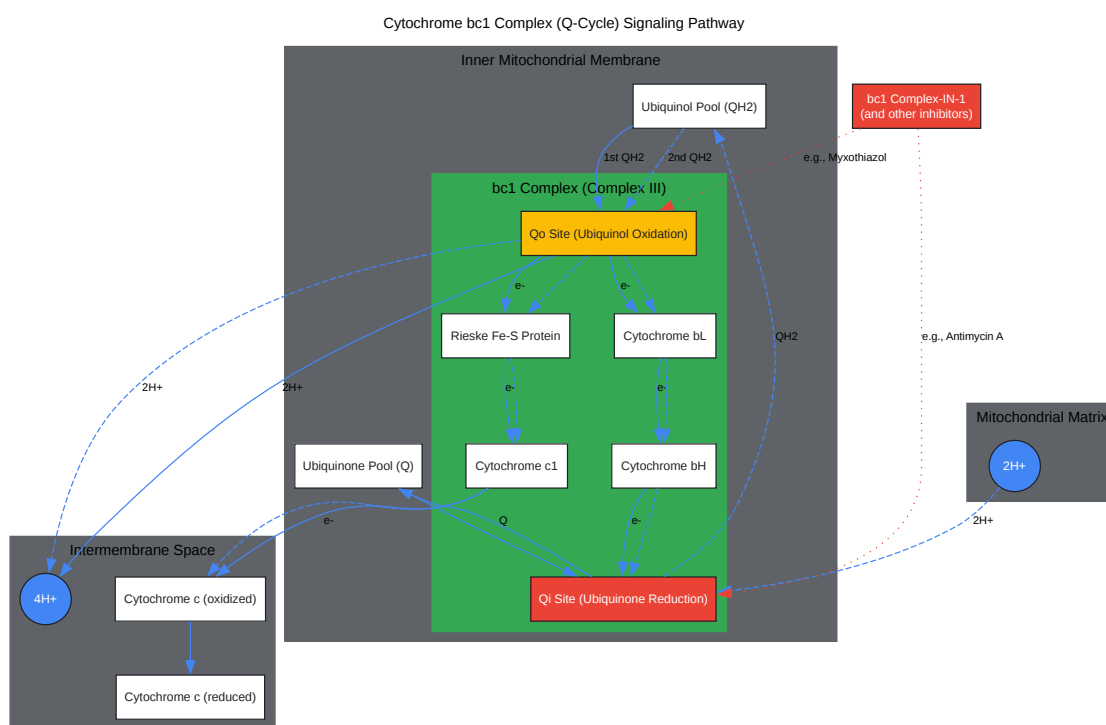 Cytochrome bc1 Complex (Q-Cycle) Signaling Pathway
Inner Mitochondrial Membrane
Ubiquinol Pool (QH2)
bc1 Complex-IN-1
(and other inhibitors)
1st QH2
2nd QH2
e.g., Myxothiazol
bc1 Complex (Complex III)
Qo Site (Ubiquinol Oxidation)
e-
e-
Rieske Fe-S Protein
Cytochrome bL
QH2
e.g., Antimycin A
2H+
2H+
e-
e-
Mitochondrial Matrix
2H+
Ubiquinone Pool (Q)
Cytochrome c1
Cytochrome bH
e-
Q
e-
2H+
Intermembrane Space
4H+
Cytochrome c (oxidized)
Qi Site (Ubiquinone Reduction)
Cytochrome c (reduced)